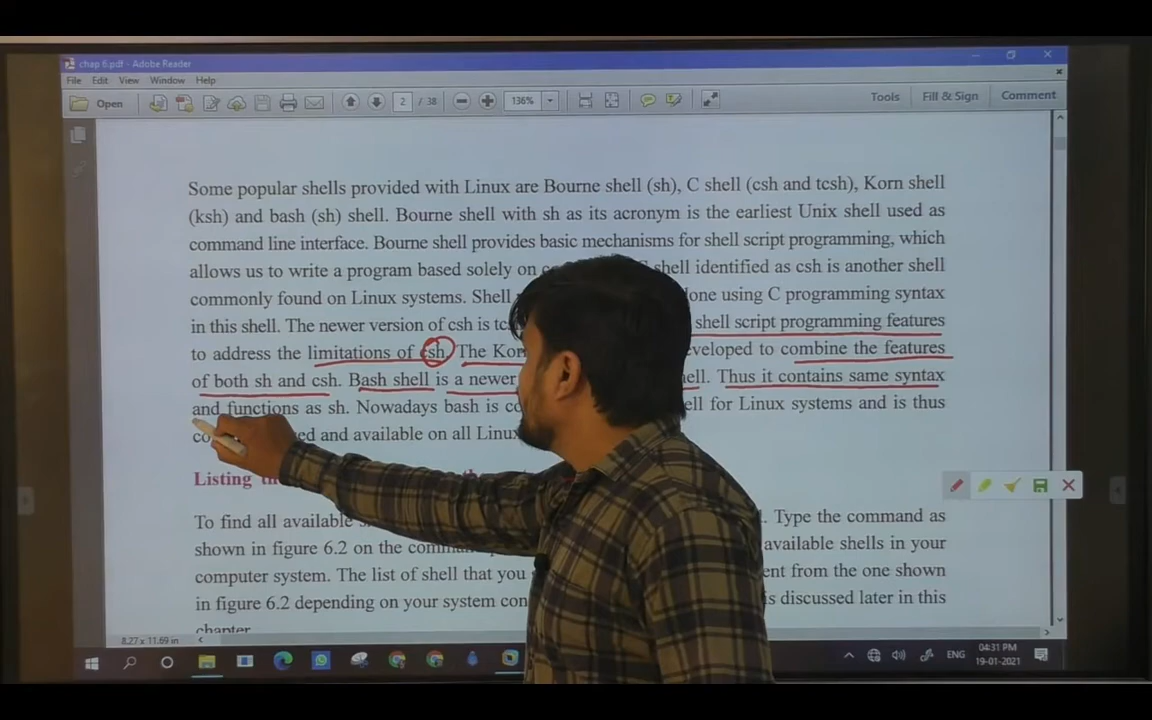 chap 6.pdf - Adobe Reader
File Edit View Window Help
Open 2 / 38 136% Tools Fill & Sign Comment
Some popular shells provided with Linux are Bourne shell (sh), C shell (csh and tcsh), Korn shell
(ksh) and bash (sh) shell. Bourne shell with sh as its acronym is the earliest Unix shell used as
command line interface. Bourne shell provides basic mechanisms for shell script programming, which
allows us to write a program based solely on shell identified as csh is another shell
commonly found on Linux systems. Shell using C programming syntax
in this shell. The newer version of csh is shell script programming features
to address the limitations of csh. The to combine the features
of both sh and csh. Bash shell is a newer Thus it contains same syntax
and functions as sh. Nowadays bash is for Linux systems and is thus
and available on all
Listing
To find all available Type the command as
shown in figure 6.2 on the available shells in your
computer system. The list of shell that you from the one shown
in figure 6.2 depending on your system is discussed later in this
chapter
8.27 x 11.69 in
ENG 04:31 PM
19-01-2021